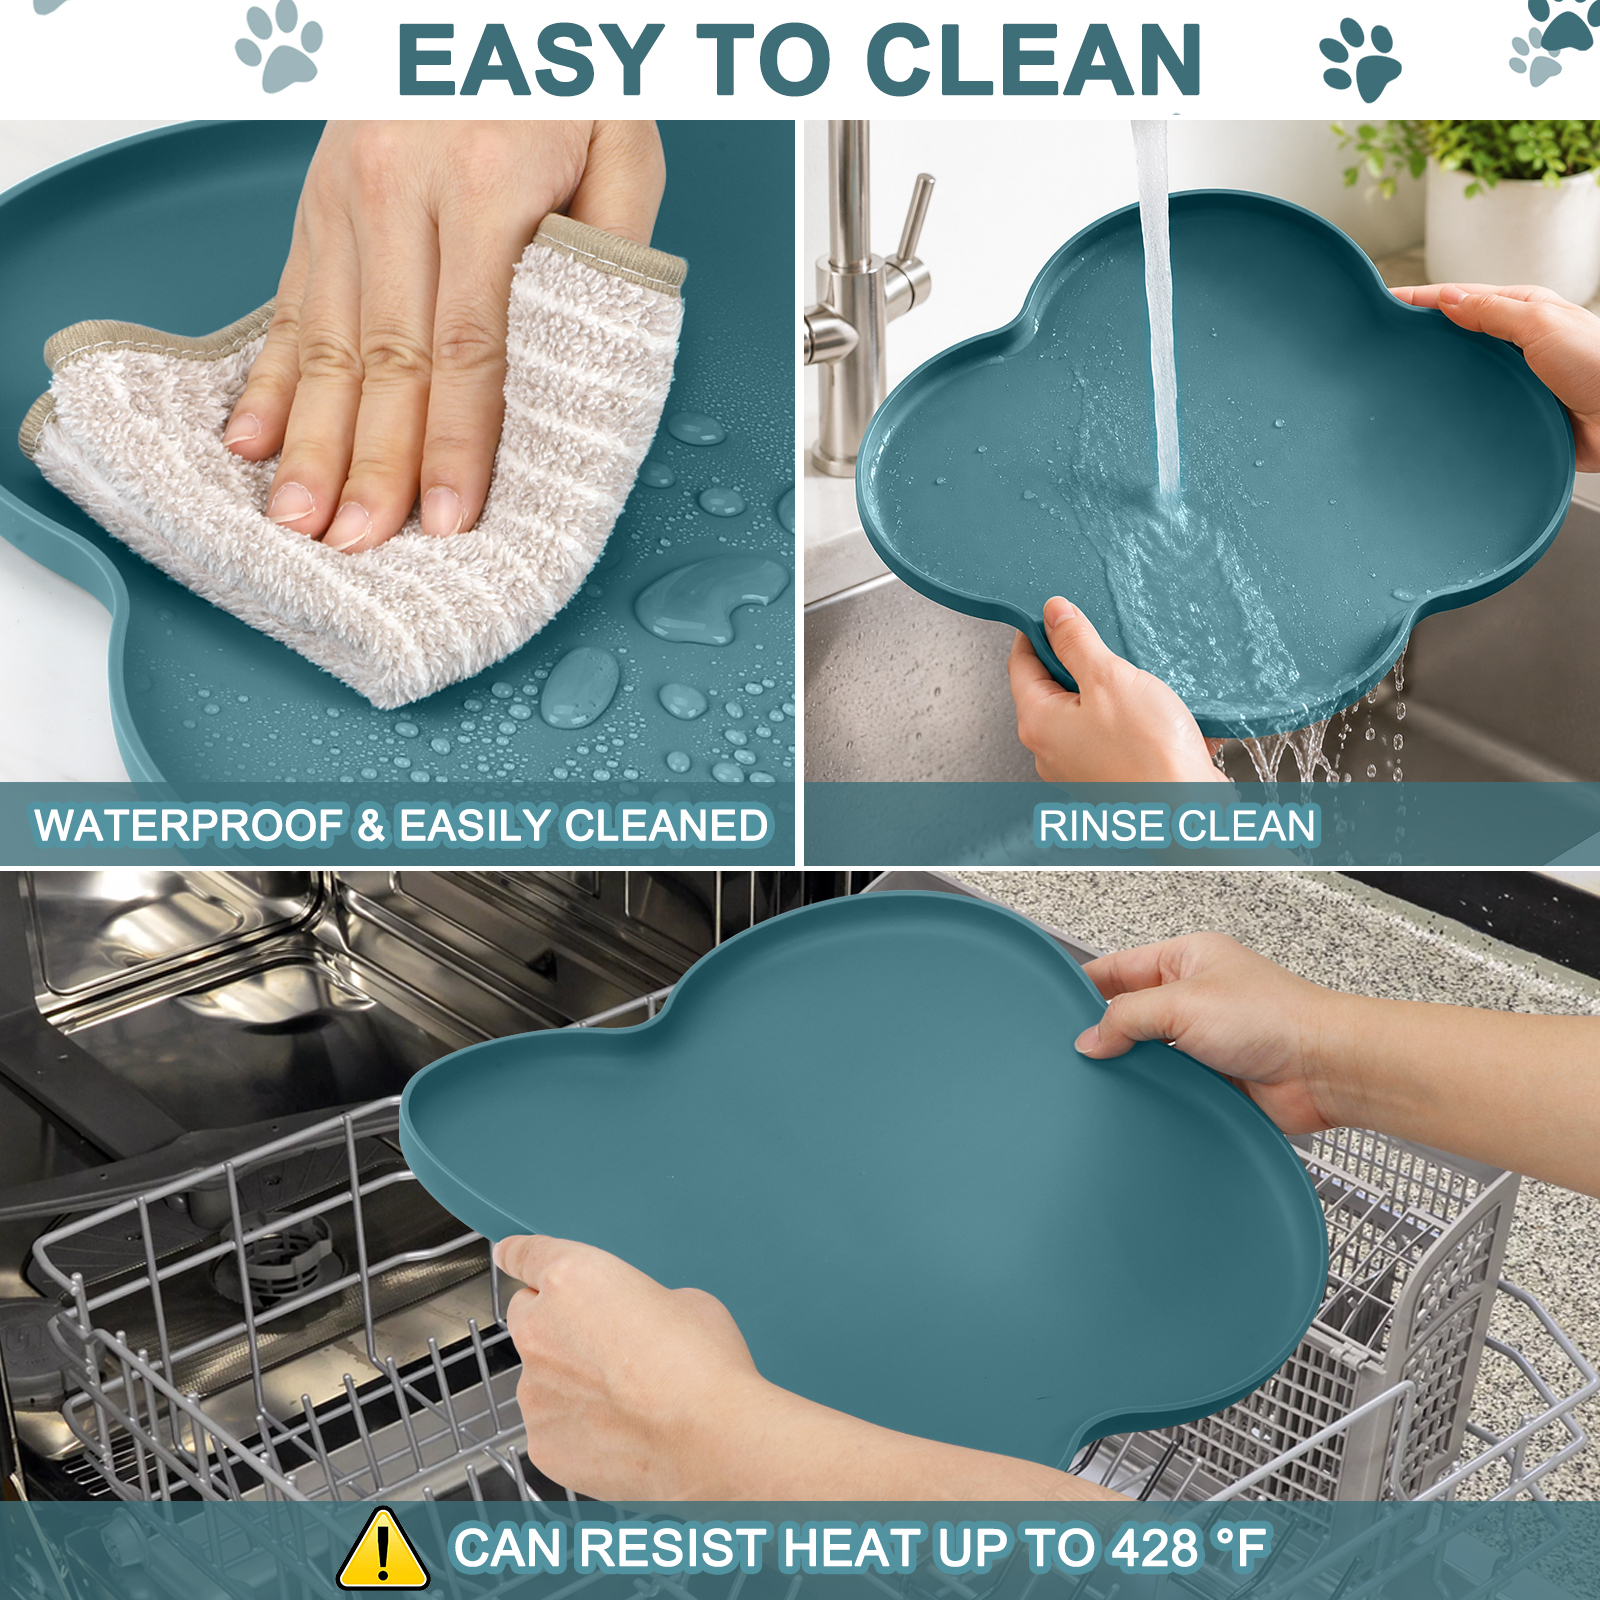 EASY TO CLEAN
WATERPROOF & EASILY CLEANED
RINSE CLEAN
CAN RESIST HEAT UP TO 428 °F